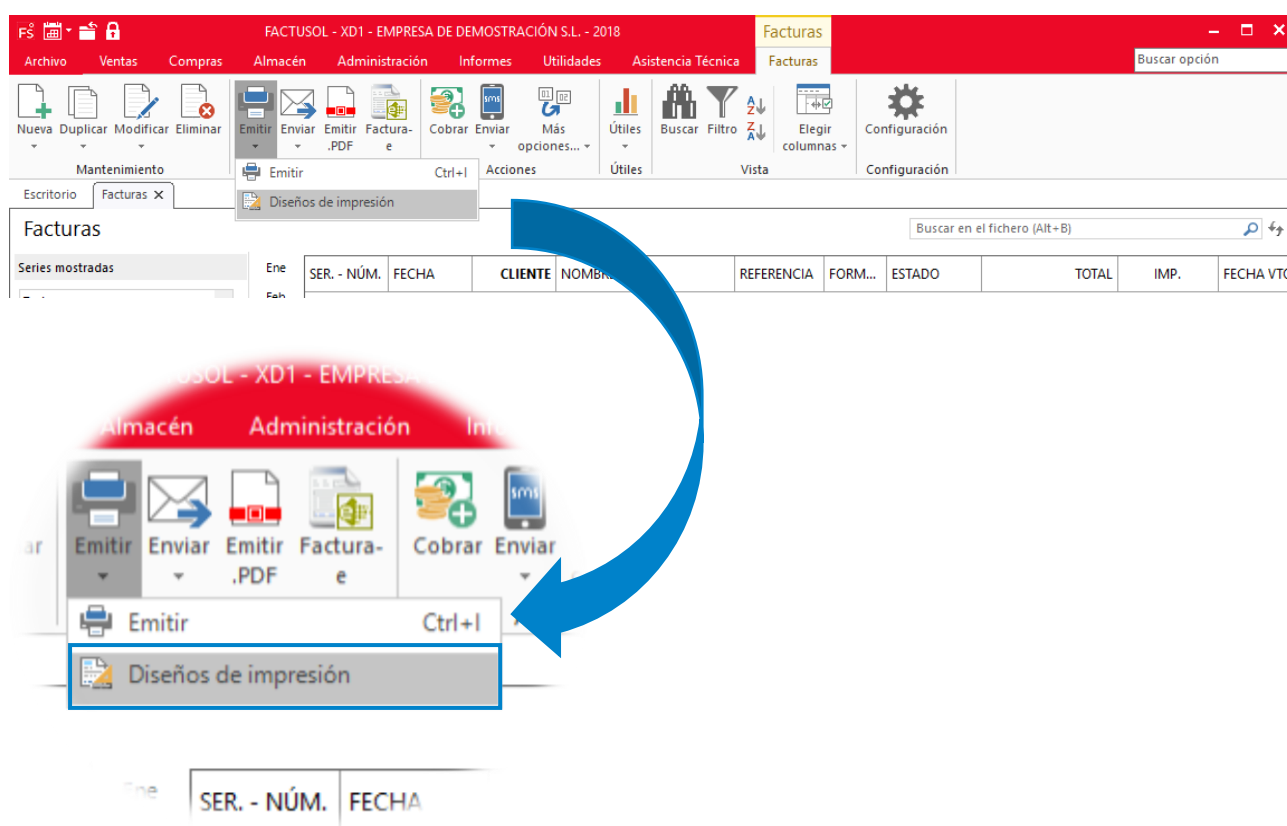 FS
FACTUSOL - XD1 - EMPRESA DE DEMOSTRACIÓN S.L. - 2018
Facturas
Archivo Ventas Compras Almacén Administración Informes Utilidades Asistencia Técnica Facturas
Buscar opción
Nueva Duplicar Modificar Eliminar
Emitir Enviar Emitir .PDF Factura-e
Cobrar Enviar Más opciones...
Útiles
Buscar Filtro
Elegir columnas
Configuración
Mantenimiento
Acciones
Útiles
Vista
Configuración
Emitir Ctrl+I
Diseños de impresión
Escritorio Facturas
Facturas
Buscar en el fichero (Alt+B)
Series mostradas
Ene
SER. - NÚM. FECHA CLIENTE REFERENCIA FORM... ESTADO TOTAL IMP.
USOL - XD1 - EMPRESA
Almacén Administración
Emitir Enviar Emitir .PDF Factura-e
Cobrar Enviar
sms
Emitir Ctrl+I
Diseños de impresión
Ene
SER. - NÚM. FECHA